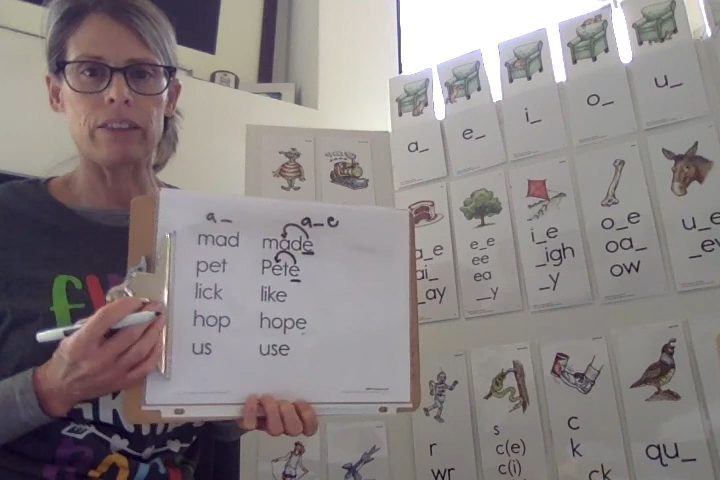 a_ a_e
mad made
pet Pete
lick like
hop hope
us use
a_
e_
i_
o_
u_
a_e
ai_
_ay
e_e
ee
ea
_y
i_e
_igh
_y
o_e
oa_
ow
u_e
r
wr
s
c(e)
c(i)
c
k
ck
qu_